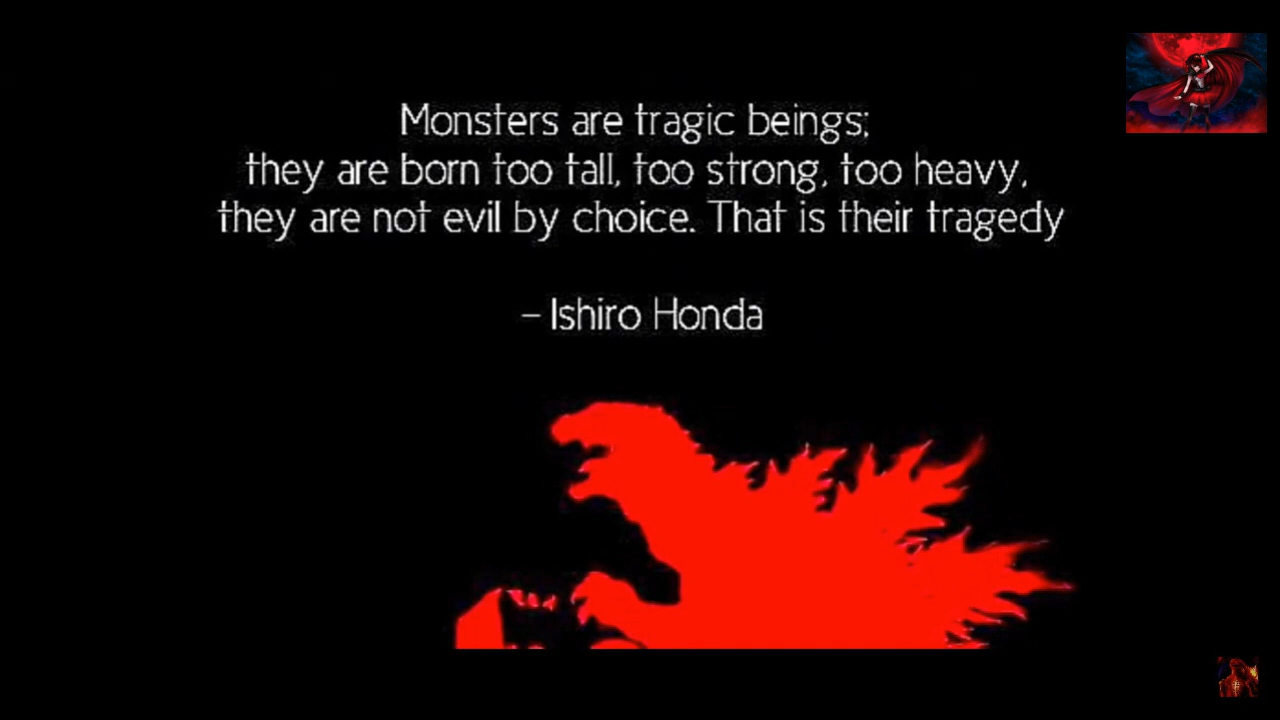 Monsters are tragic beings;
they are born too tall, too strong, too heavy,
they are not evil by choice. That is their tragedy
– Ishiro Honda